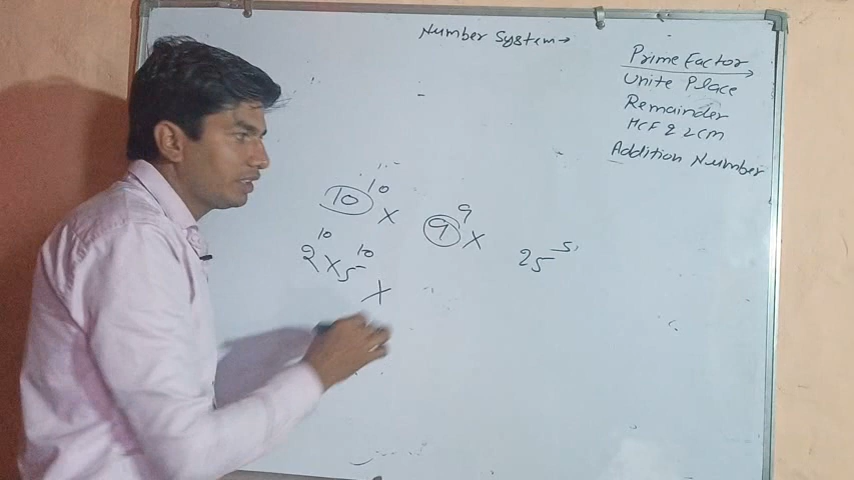 Number System →
Prime Factor
Unite Place
Remainder
HCF & LCM
Addition Number
10^10 ×
9^9 ×
25^5
2^10 × 5^10 ×